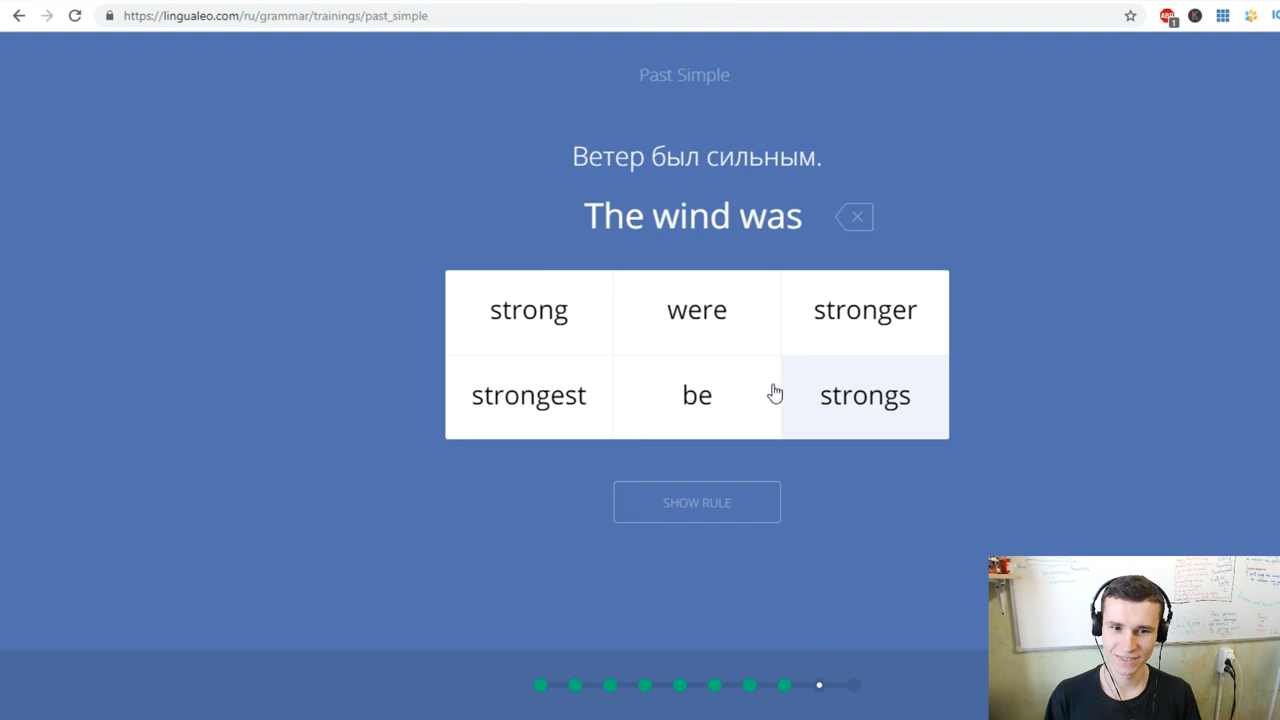 https://lingualeo.com/ru/grammar/trainings/past_simple
Past Simple
Ветер был сильным.
The wind was
strong were stronger
strongest be strongs
SHOW RULE